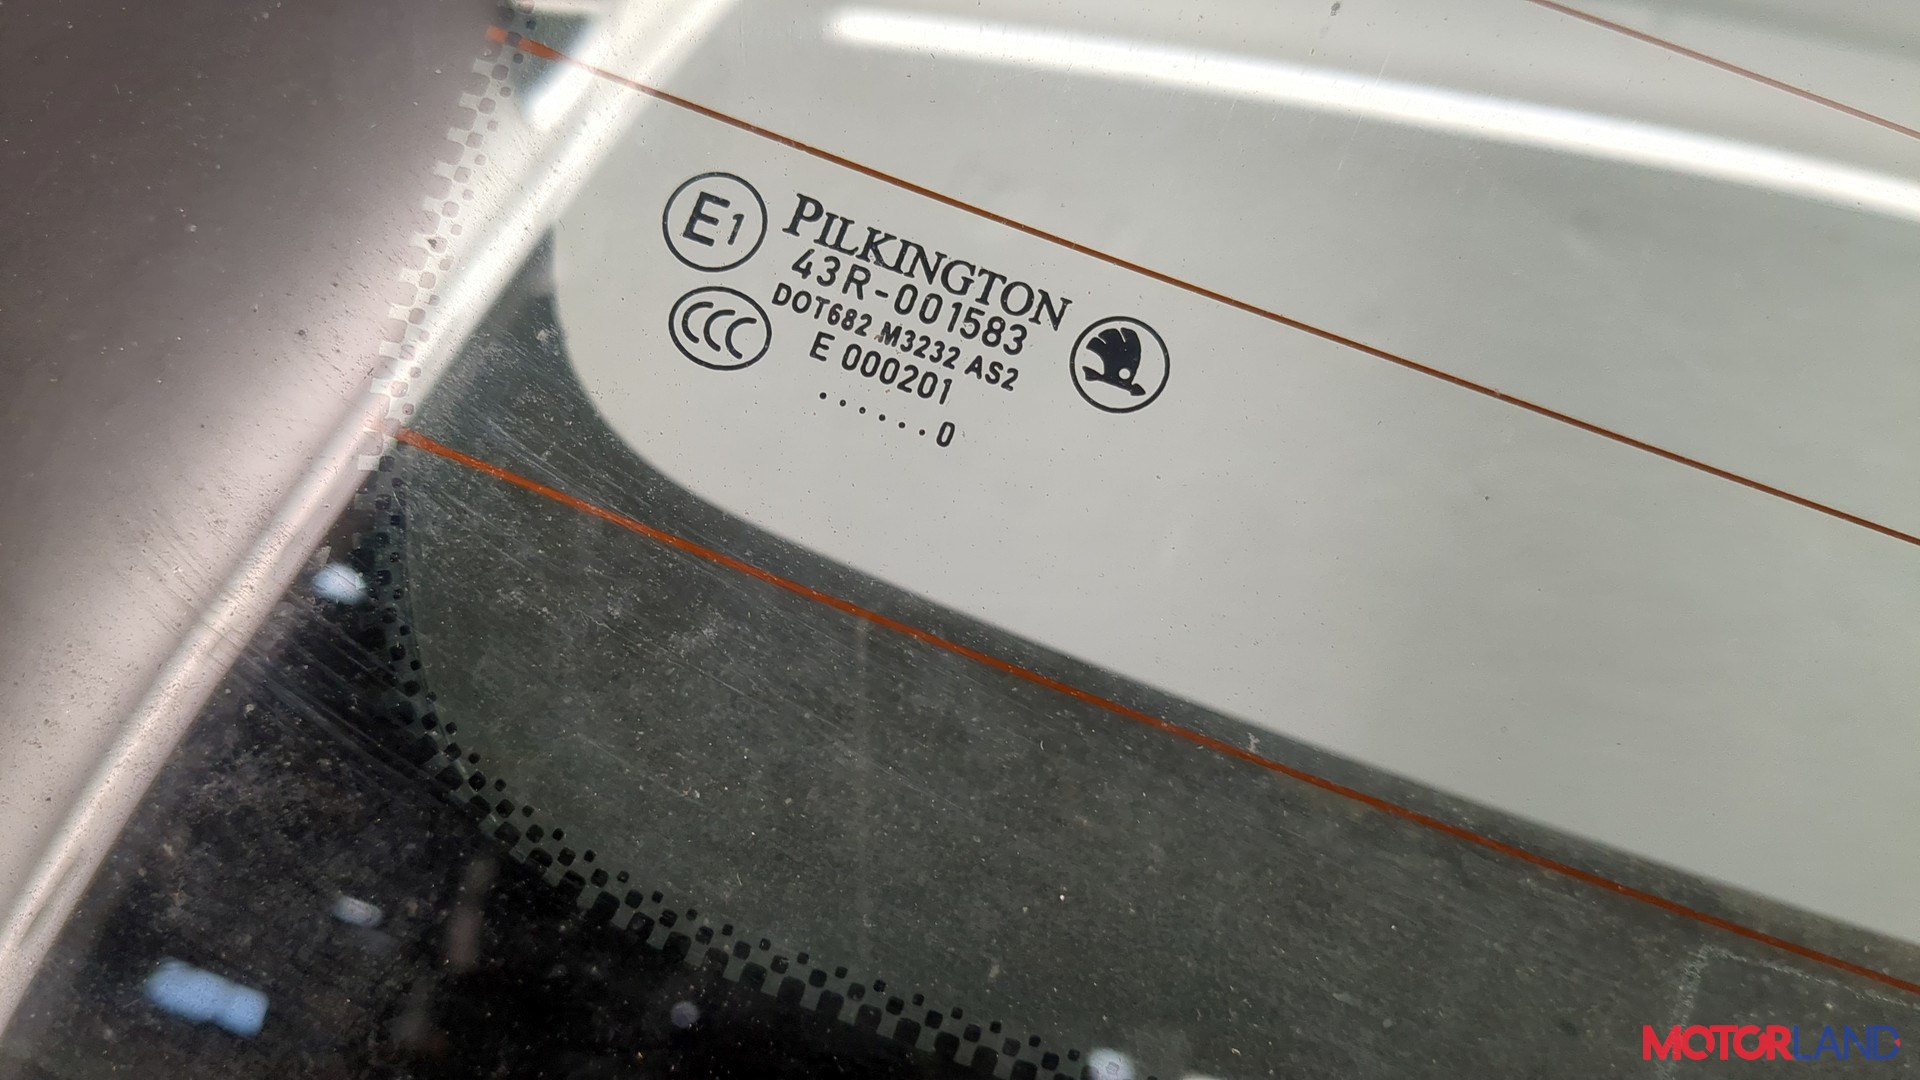 E1
PILKINGTON
43R-001583
CCC
DOT682 M3232 AS2
E 000201
......0
MOTORLAND